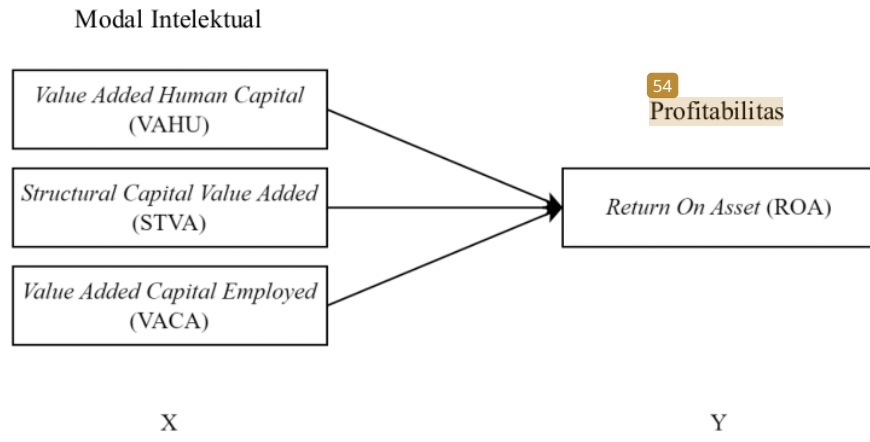 Modal Intelektual
Value Added Human Capital
(VAHU)
Structural Capital Value Added
(STVA)
Value Added Capital Employed
(VACA)
54
Profitabilitas
Return On Asset (ROA)
X
Y